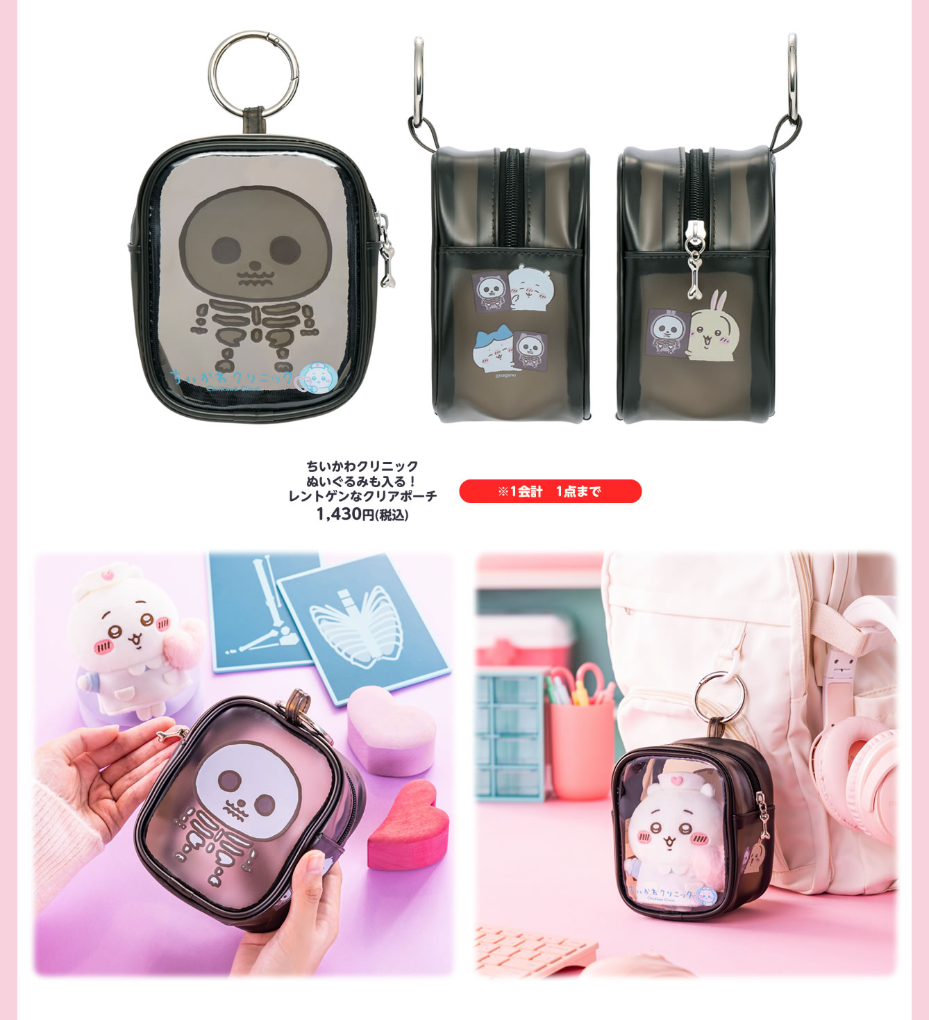 ちいかわクリニック
ちいかわクリニック
ぬいぐるみも入る！
レントゲンなクリアポーチ
1,430円(税込)
※1会計　1点まで